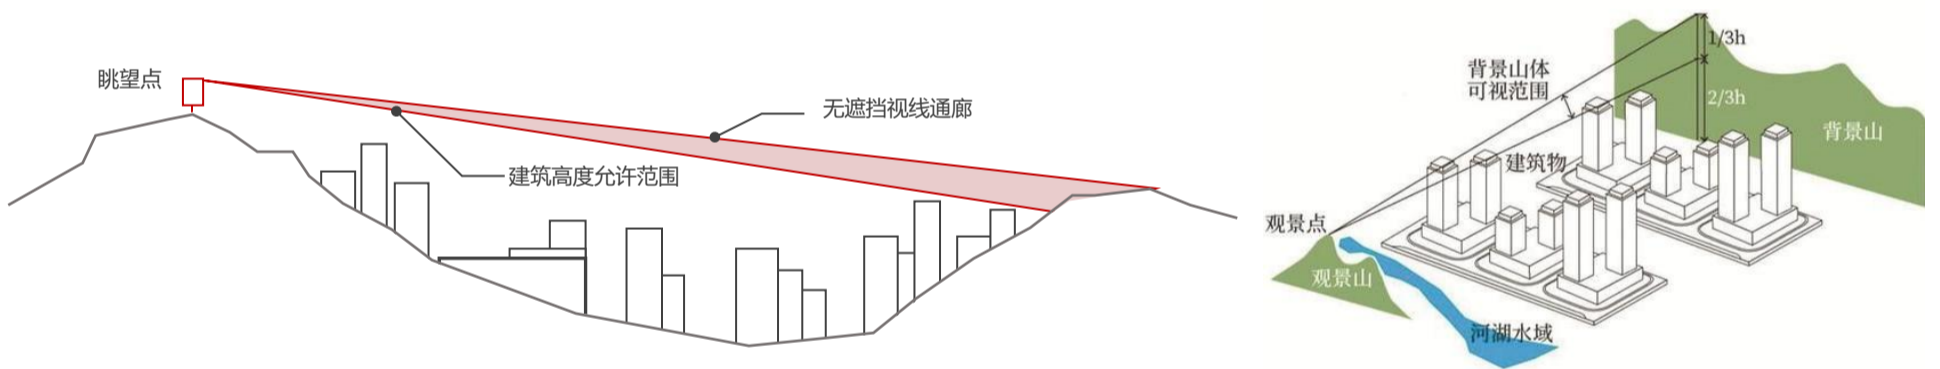 眺望点
无遮挡视线通廊
建筑高度允许范围
1/3h
背景山体
可视范围
2/3h
背景山
建筑物
观景点
观景山
河湖水域